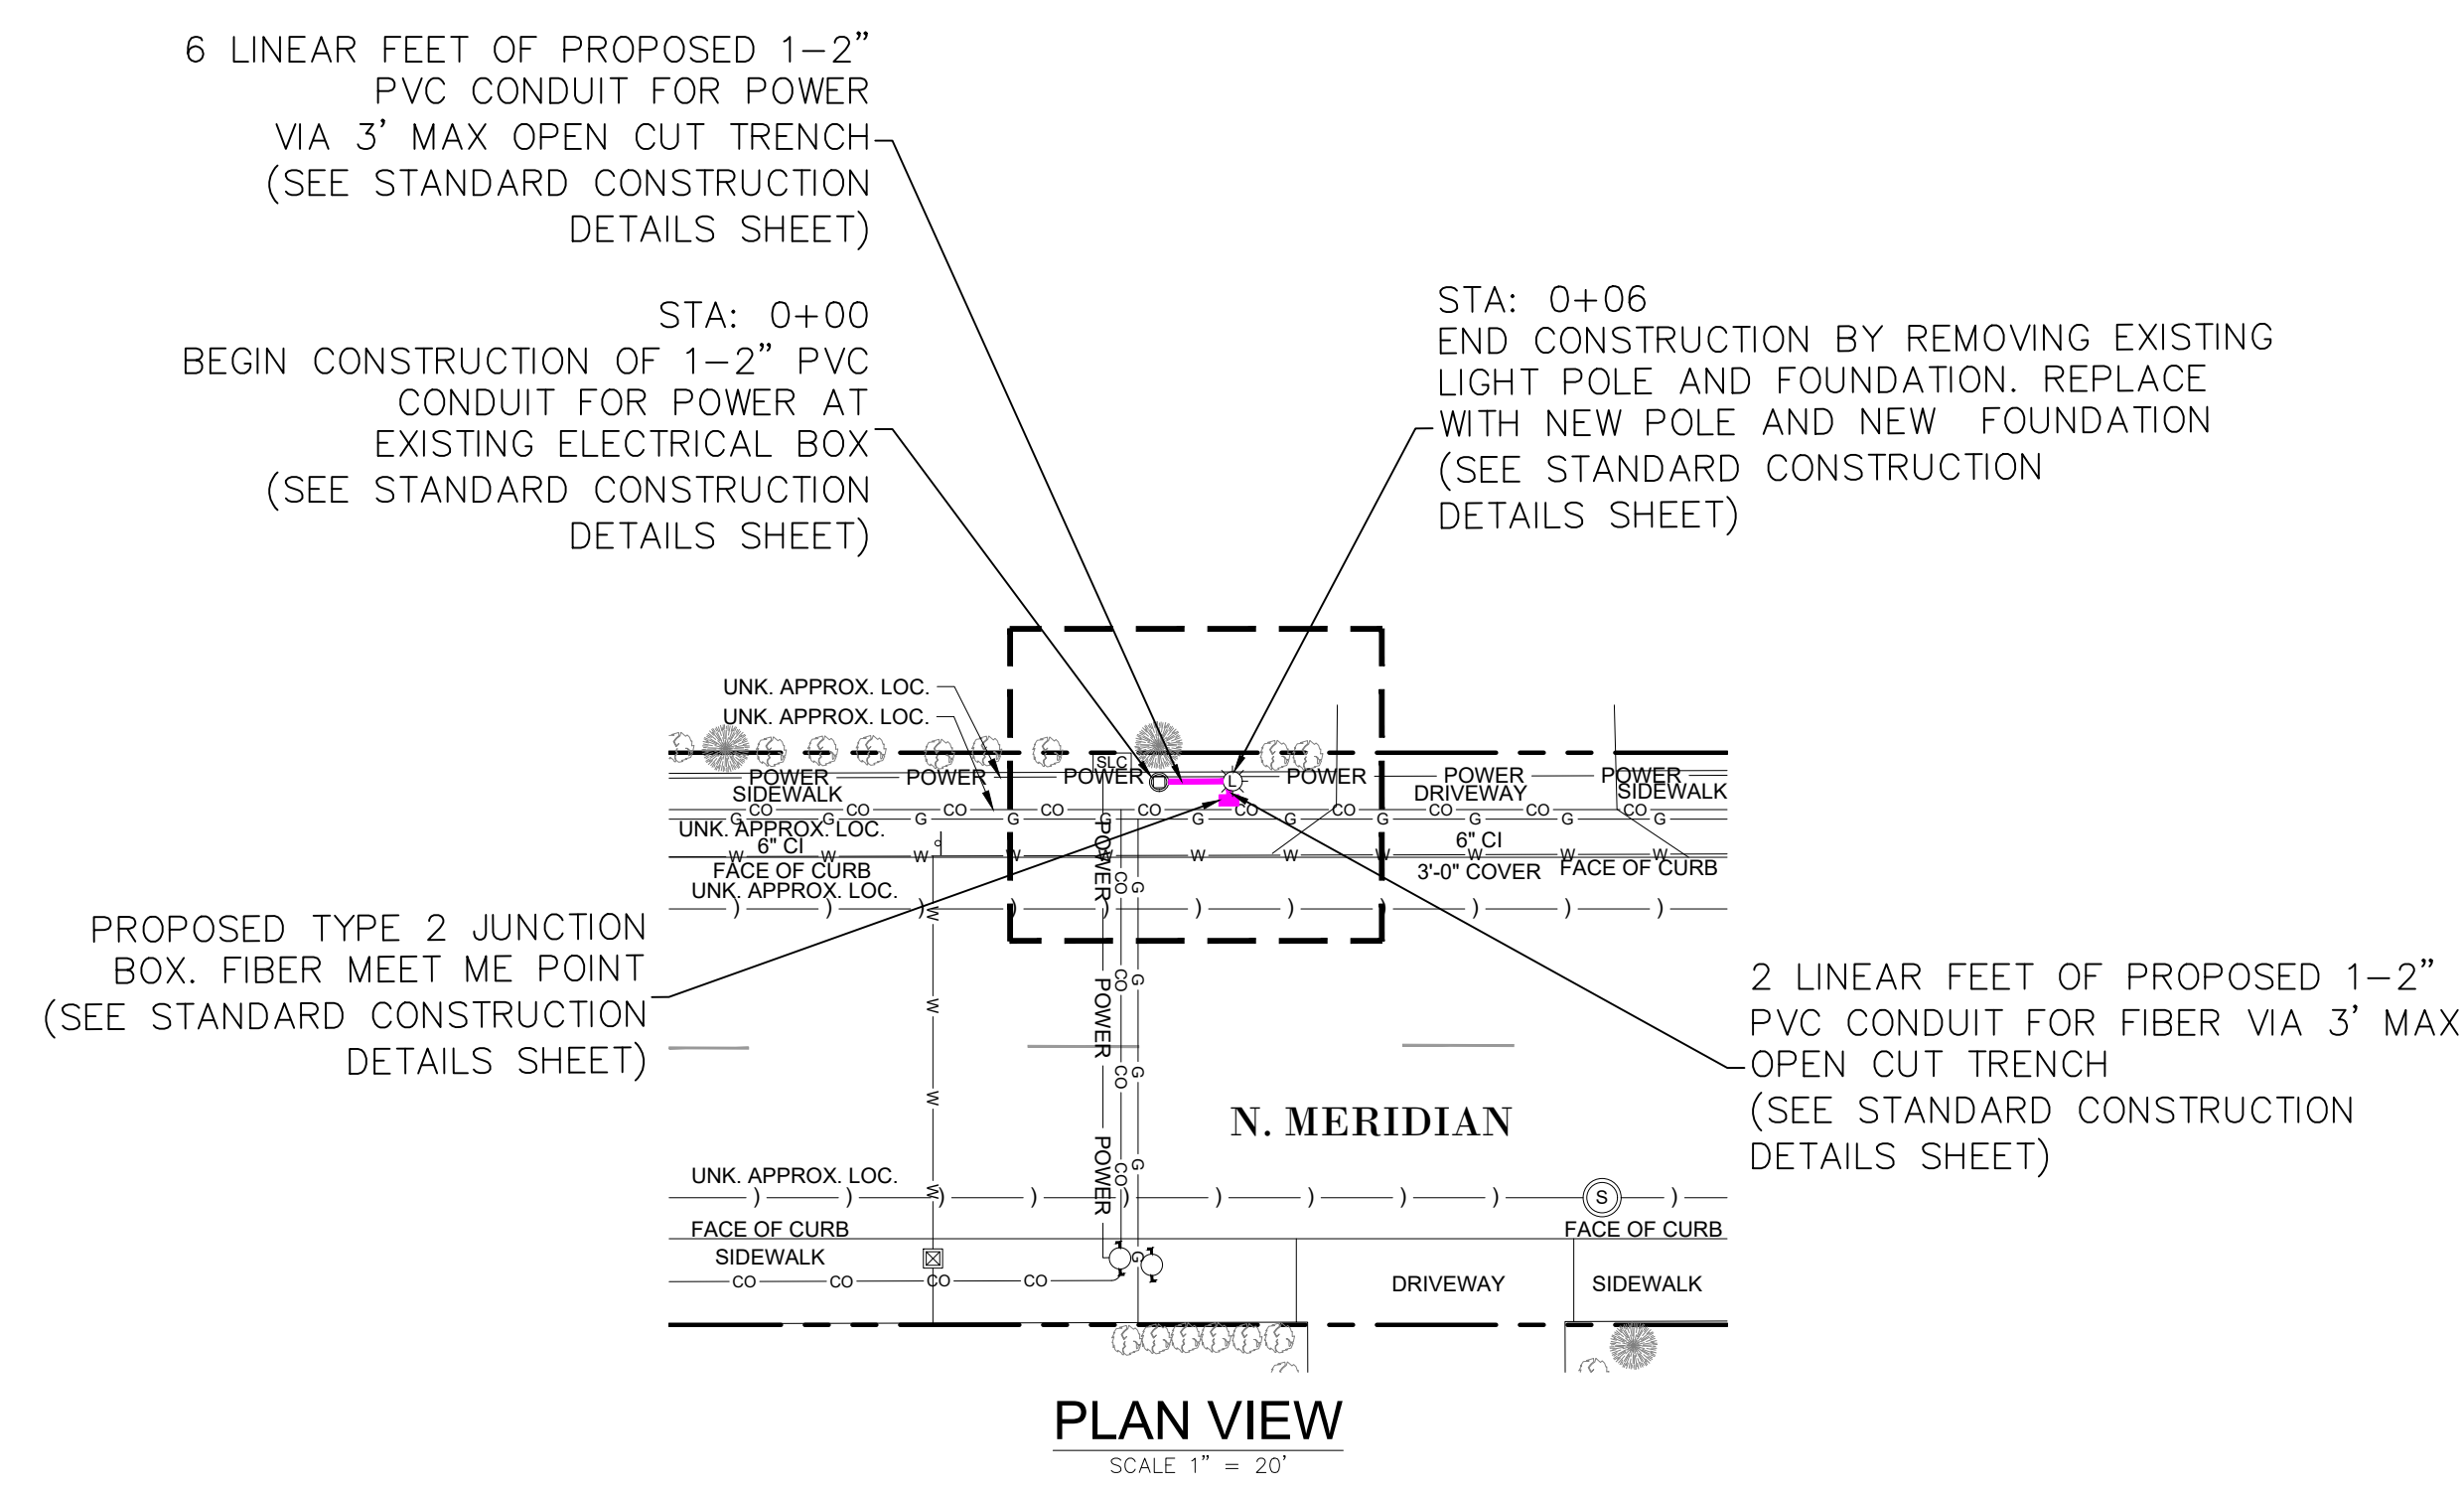 6 LINEAR FEET OF PROPOSED 1-2"
PVC CONDUIT FOR POWER
VIA 3' MAX OPEN CUT TRENCH
(SEE STANDARD CONSTRUCTION
DETAILS SHEET)
STA: 0+00
BEGIN CONSTRUCTION OF 1-2" PVC
CONDUIT FOR POWER AT
EXISTING ELECTRICAL BOX
(SEE STANDARD CONSTRUCTION
DETAILS SHEET)
STA: 0+06
END CONSTRUCTION BY REMOVING EXISTING
LIGHT POLE AND FOUNDATION. REPLACE
WITH NEW POLE AND NEW FOUNDATION
(SEE STANDARD CONSTRUCTION
DETAILS SHEET)
UNK. APPROX. LOC.
UNK. APPROX. LOC.
SLC
POWER POWER POWER L POWER POWER POWER
SIDEWALK DRIVEWAY SIDEWALK
CO CO CO CO CO CO CO CO CO CO
G G G G G G G G G G G
UNK. APPROX. LOC.
6" CI 6" CI
W W W W W W W W W W W
FACE OF CURB 3'-0" COVER FACE OF CURB
UNK. APPROX. LOC.
) ) ) ) ) ) ) ) ) ) )
POWER
CO
G
W
PROPOSED TYPE 2 JUNCTION
BOX. FIBER MEET ME POINT
(SEE STANDARD CONSTRUCTION
DETAILS SHEET)
2 LINEAR FEET OF PROPOSED 1-2"
PVC CONDUIT FOR FIBER VIA 3' MAX
OPEN CUT TRENCH
(SEE STANDARD CONSTRUCTION
DETAILS SHEET)
POWER
CO
G
W
CO
G
W
N. MERIDIAN
POWER
CO
G
W
UNK. APPROX. LOC.
) ) ) ) ) ) ) ) ) S )
FACE OF CURB FACE OF CURB
SIDEWALK G
CO CO CO CO DRIVEWAY SIDEWALK
PLAN VIEW
SCALE 1" = 20'